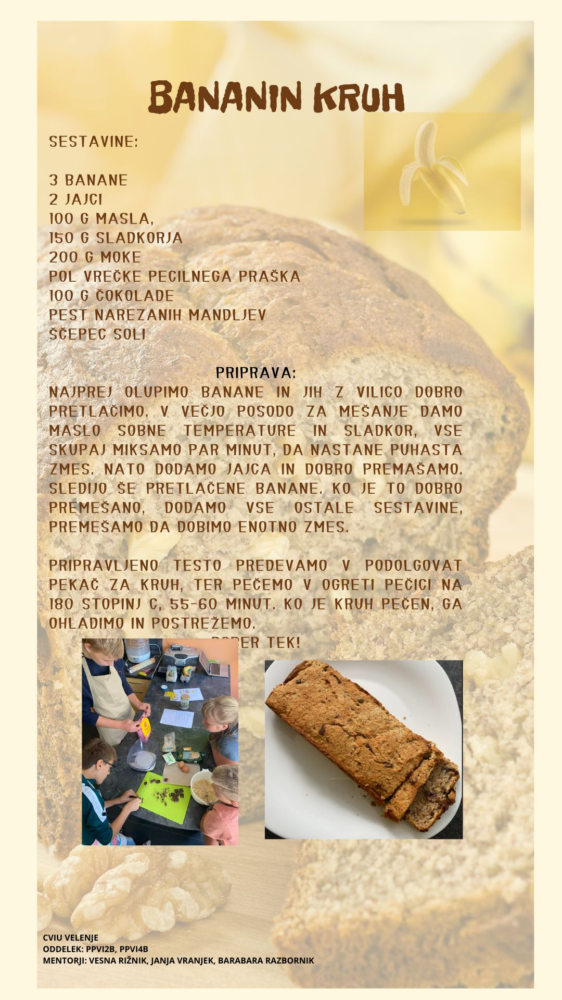 BANANIN KRUH
SESTAVINE:
3 BANANE
2 JAJCI
100 G MASLA,
150 G SLADKORJA
200 G MOKE
POL VREČKE PECILNEGA PRAŠKA
100 G ČOKOLADE
PEST NAREZANIH MANDLJEV
ŠČEPEC SOLI
PRIPRAVA:
NAJPREJ OLUPIMO BANANE IN JIH Z VILICO DOBRO
PRETLAČIMO. V VEČJO POSODO ZA MEŠANJE DAMO
MASLO SOBNE TEMPERATURE IN SLADKOR, VSE
SKUPAJ MIKSAMO PAR MINUT, DA NASTANE PUHASTA
ZMES. NATO DODAMO JAJCA IN DOBRO PREMAŠAMO.
SLEDIJO ŠE PRETLAČENE BANANE. KO JE TO DOBRO
PREMEŠANO, DODAMO VSE OSTALE SESTAVINE,
PREMEŠAMO DA DOBIMO ENOTNO ZMES.
PRIPRAVLJENO TESTO PREDEVAMO V PODOLGOVAT
PEKAČ ZA KRUH, TER PEČEMO V OGRETI PEČICI NA
180 STOPINJ C, 55-60 MINUT. KO JE KRUH PEČEN, GA
OHLADIMO IN POSTREŽEMO.
DOBER TEK!
CVIU VELENJE
ODDELEK: PPVI2B, PPVI4B
MENTORJI: VESNA RIŽNIK, JANJA VRANJEK, BARABARA RAZBORNIK